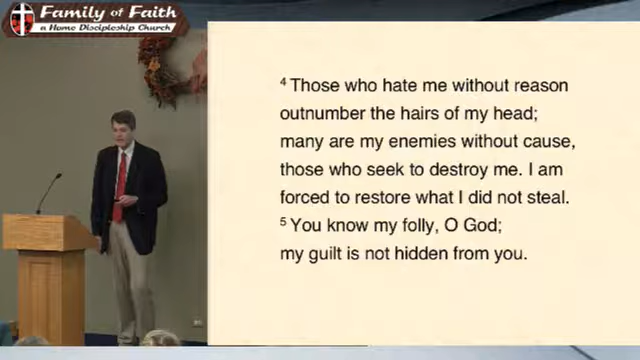 Family of Faith
a Home Discipleship Church
4 Those who hate me without reason
outnumber the hairs of my head;
many are my enemies without cause,
those who seek to destroy me. I am
forced to restore what I did not steal.
5 You know my folly, O God;
my guilt is not hidden from you.